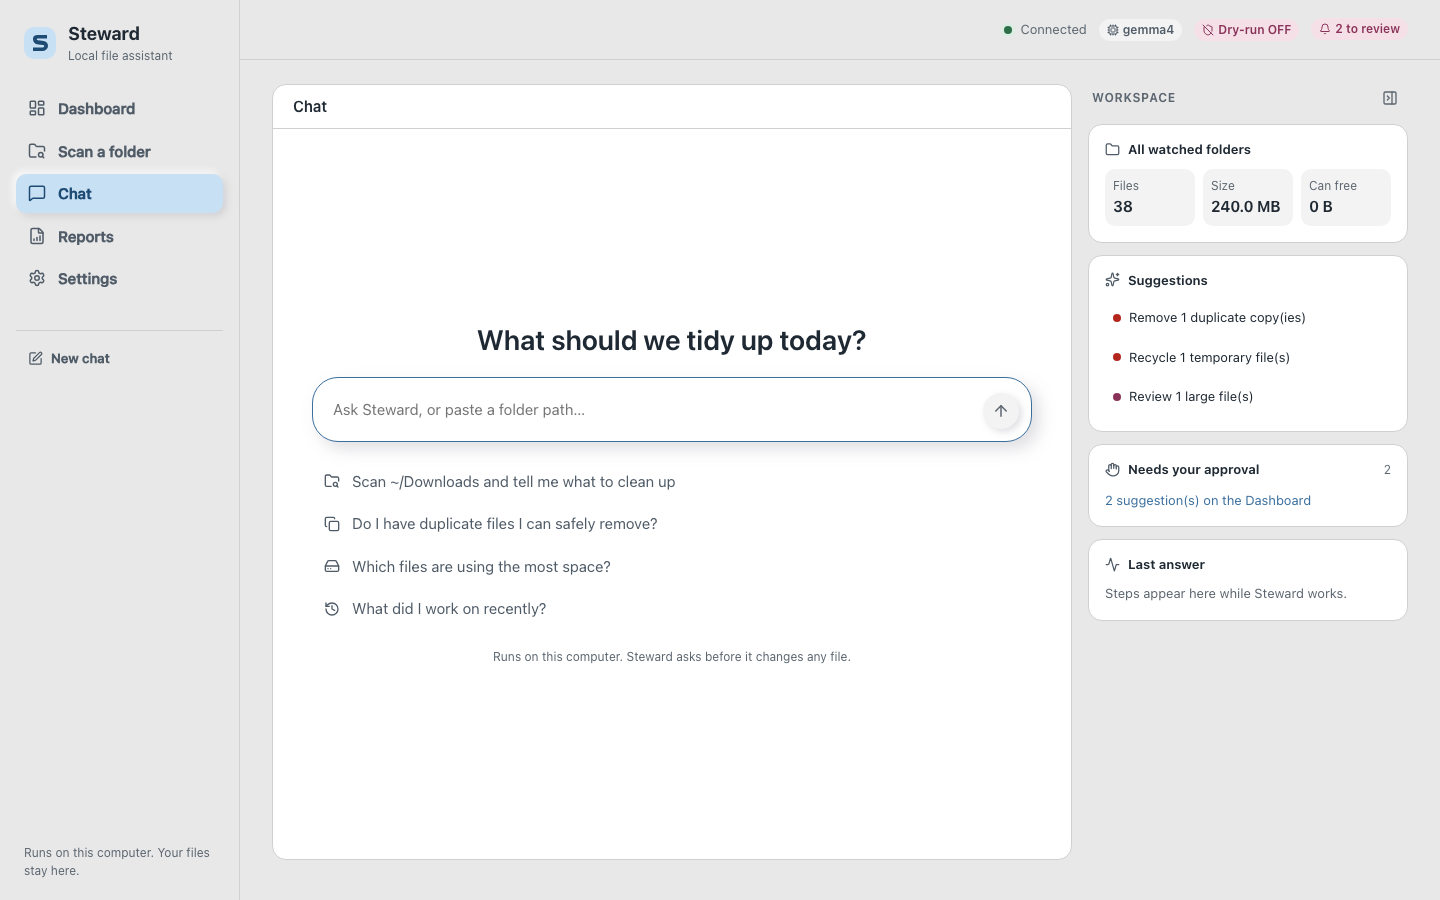 S
Steward
Local file assistant
Dashboard
Scan a folder
Chat
Reports
Settings
New chat
Runs on this computer. Your files
stay here.
Connected
gemma4
Dry-run OFF
2 to review
Chat
What should we tidy up today?
Ask Steward, or paste a folder path...
Scan ~/Downloads and tell me what to clean up
Do I have duplicate files I can safely remove?
Which files are using the most space?
What did I work on recently?
Runs on this computer. Steward asks before it changes any file.
WORKSPACE
All watched folders
Files
38
Size
240.0 MB
Can free
0 B
Suggestions
Remove 1 duplicate copy(ies)
Recycle 1 temporary file(s)
Review 1 large file(s)
Needs your approval
2
2 suggestion(s) on the Dashboard
Last answer
Steps appear here while Steward works.